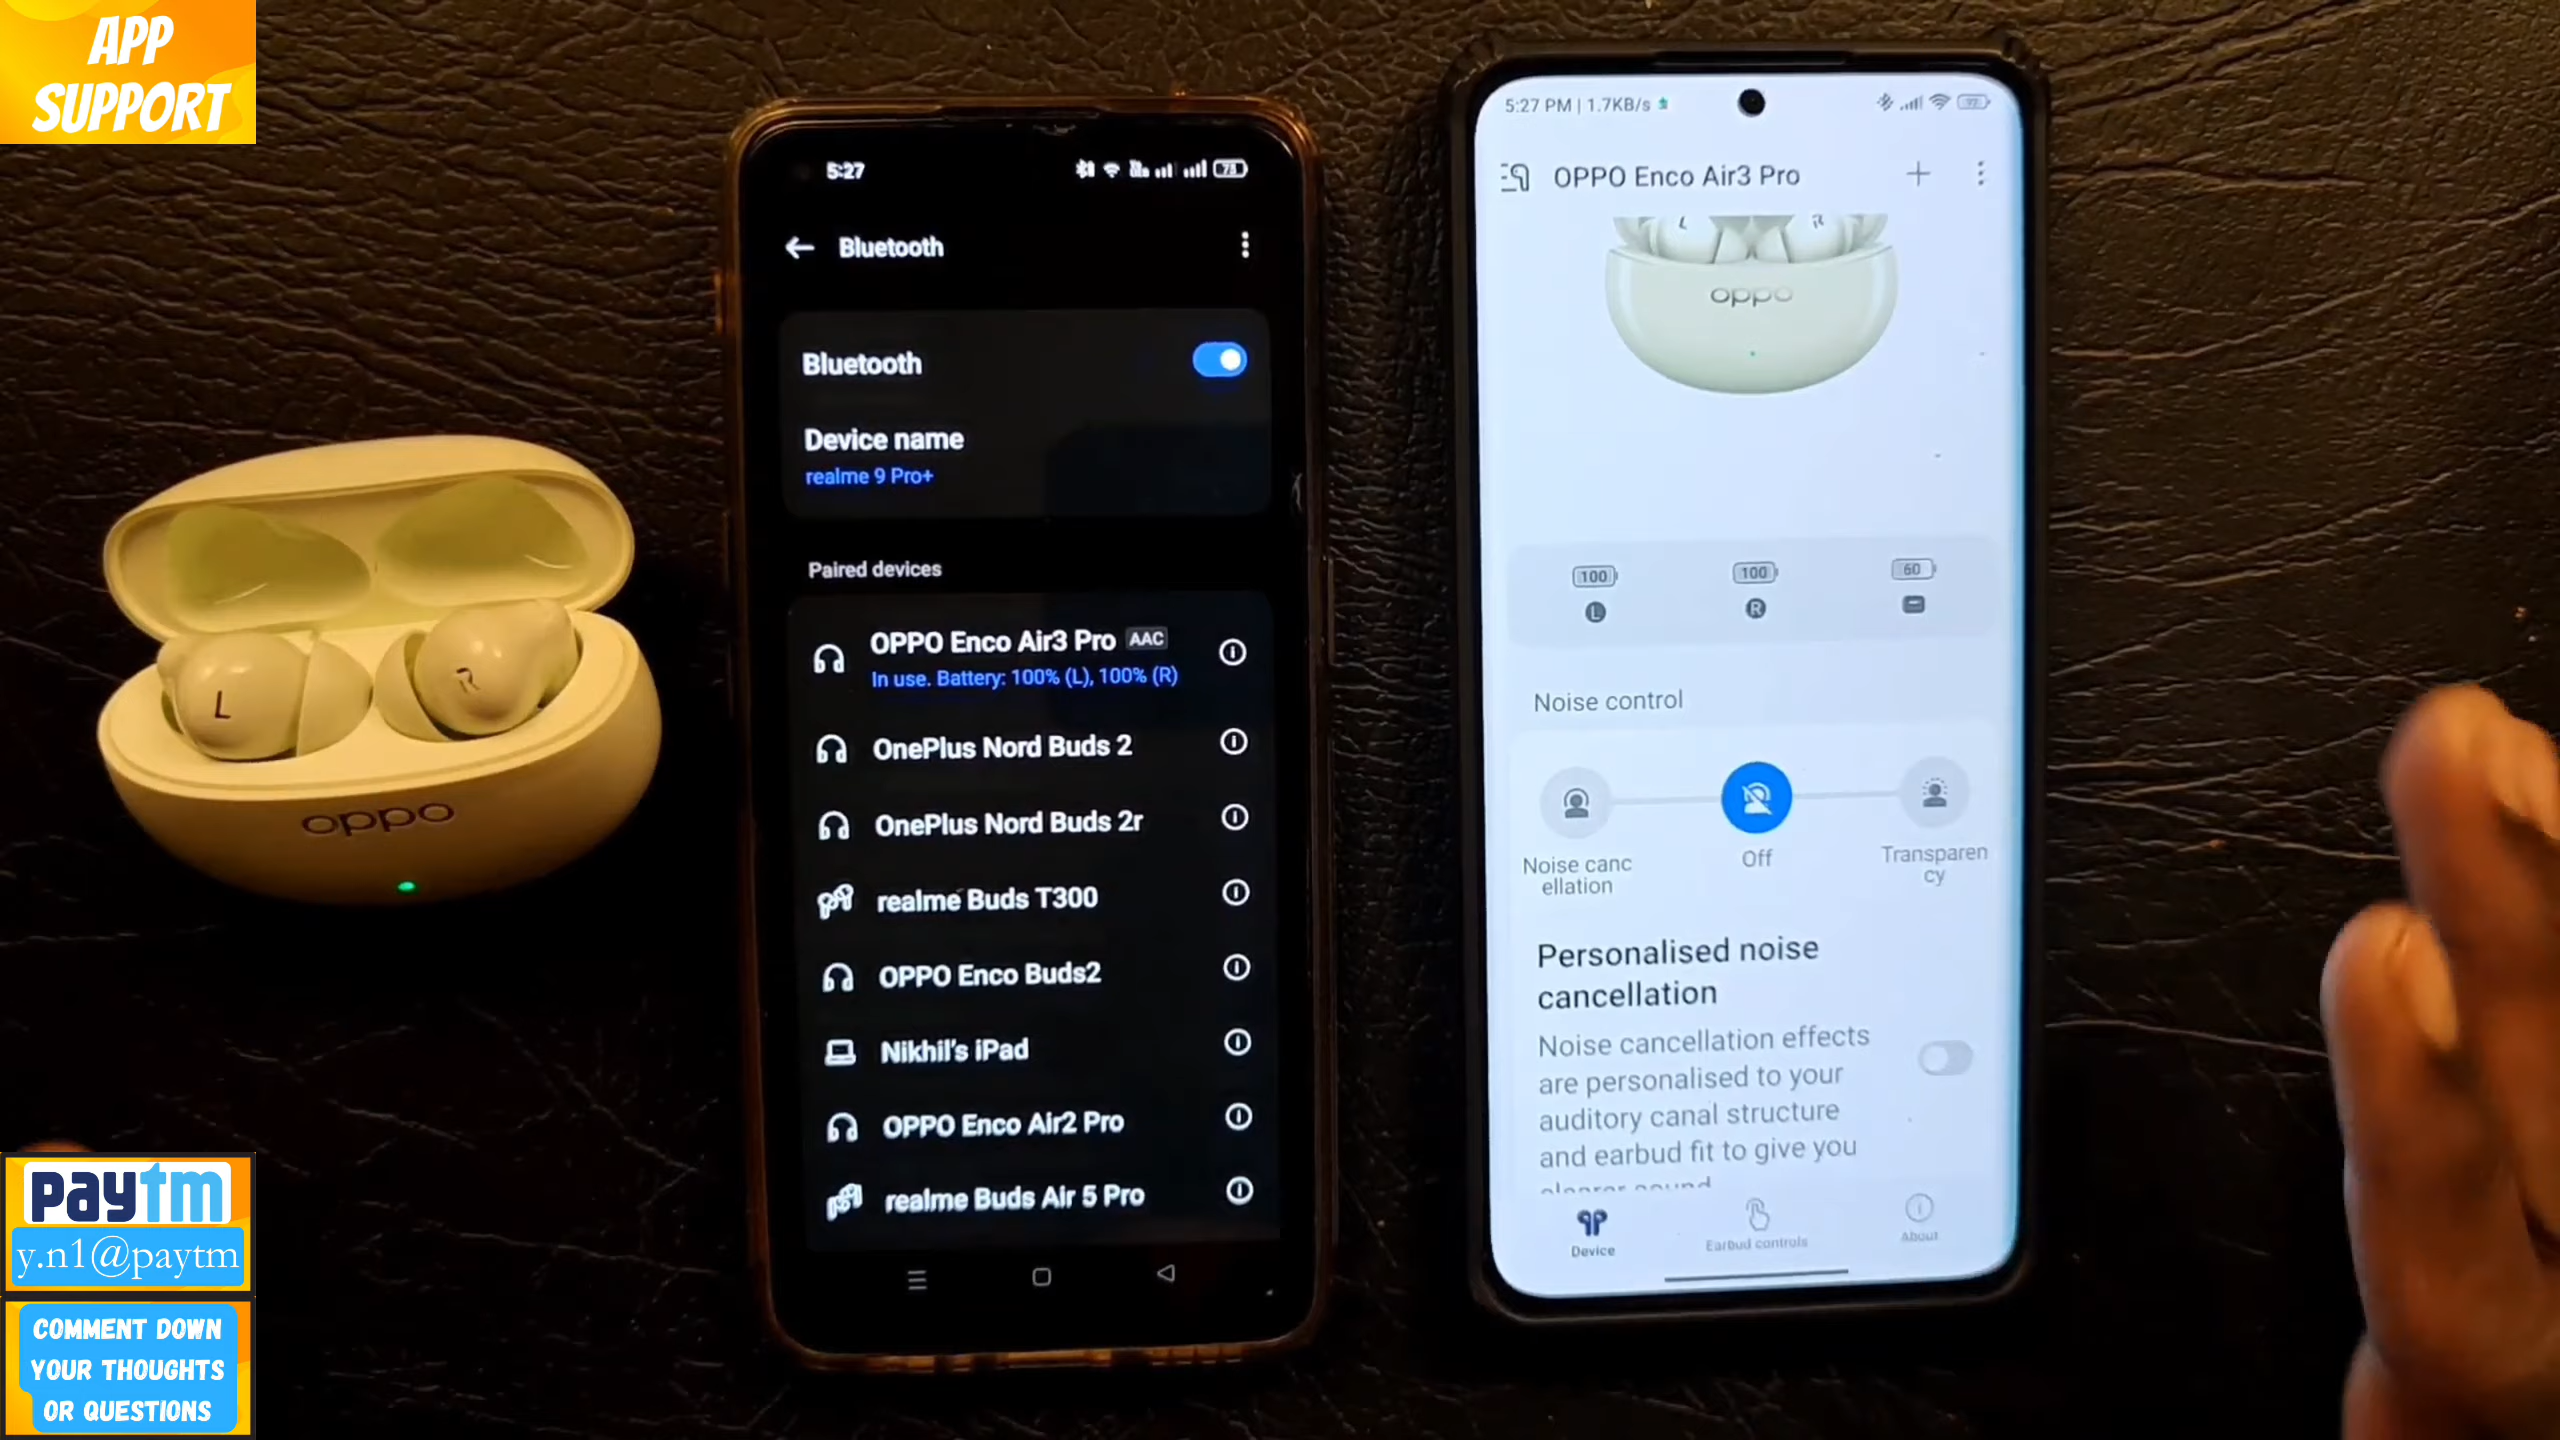 APP
SUPPORT
5:27
78
Bluetooth
Bluetooth
Device name
realme 9 Pro+
Paired devices
OPPO Enco Air3 Pro AAC
In use. Battery: 100% (L), 100% (R)
OnePlus Nord Buds 2
OnePlus Nord Buds 2r
realme Buds T300
OPPO Enco Buds2
Nikhil's iPad
OPPO Enco Air2 Pro
realme Buds Air 5 Pro
5:27 PM | 1.7KB/s
OPPO Enco Air3 Pro
L R
oppo
100 100 60
L R
Noise control
Noise canc
ellation
Off
Transparen
cy
Personalised noise
cancellation
Noise cancellation effects
are personalised to your
auditory canal structure
and earbud fit to give you
clearer sound
Device
Earbud controls
About
L R
oppo
paytm
y.n1@paytm
COMMENT DOWN
YOUR THOUGHTS
OR QUESTIONS